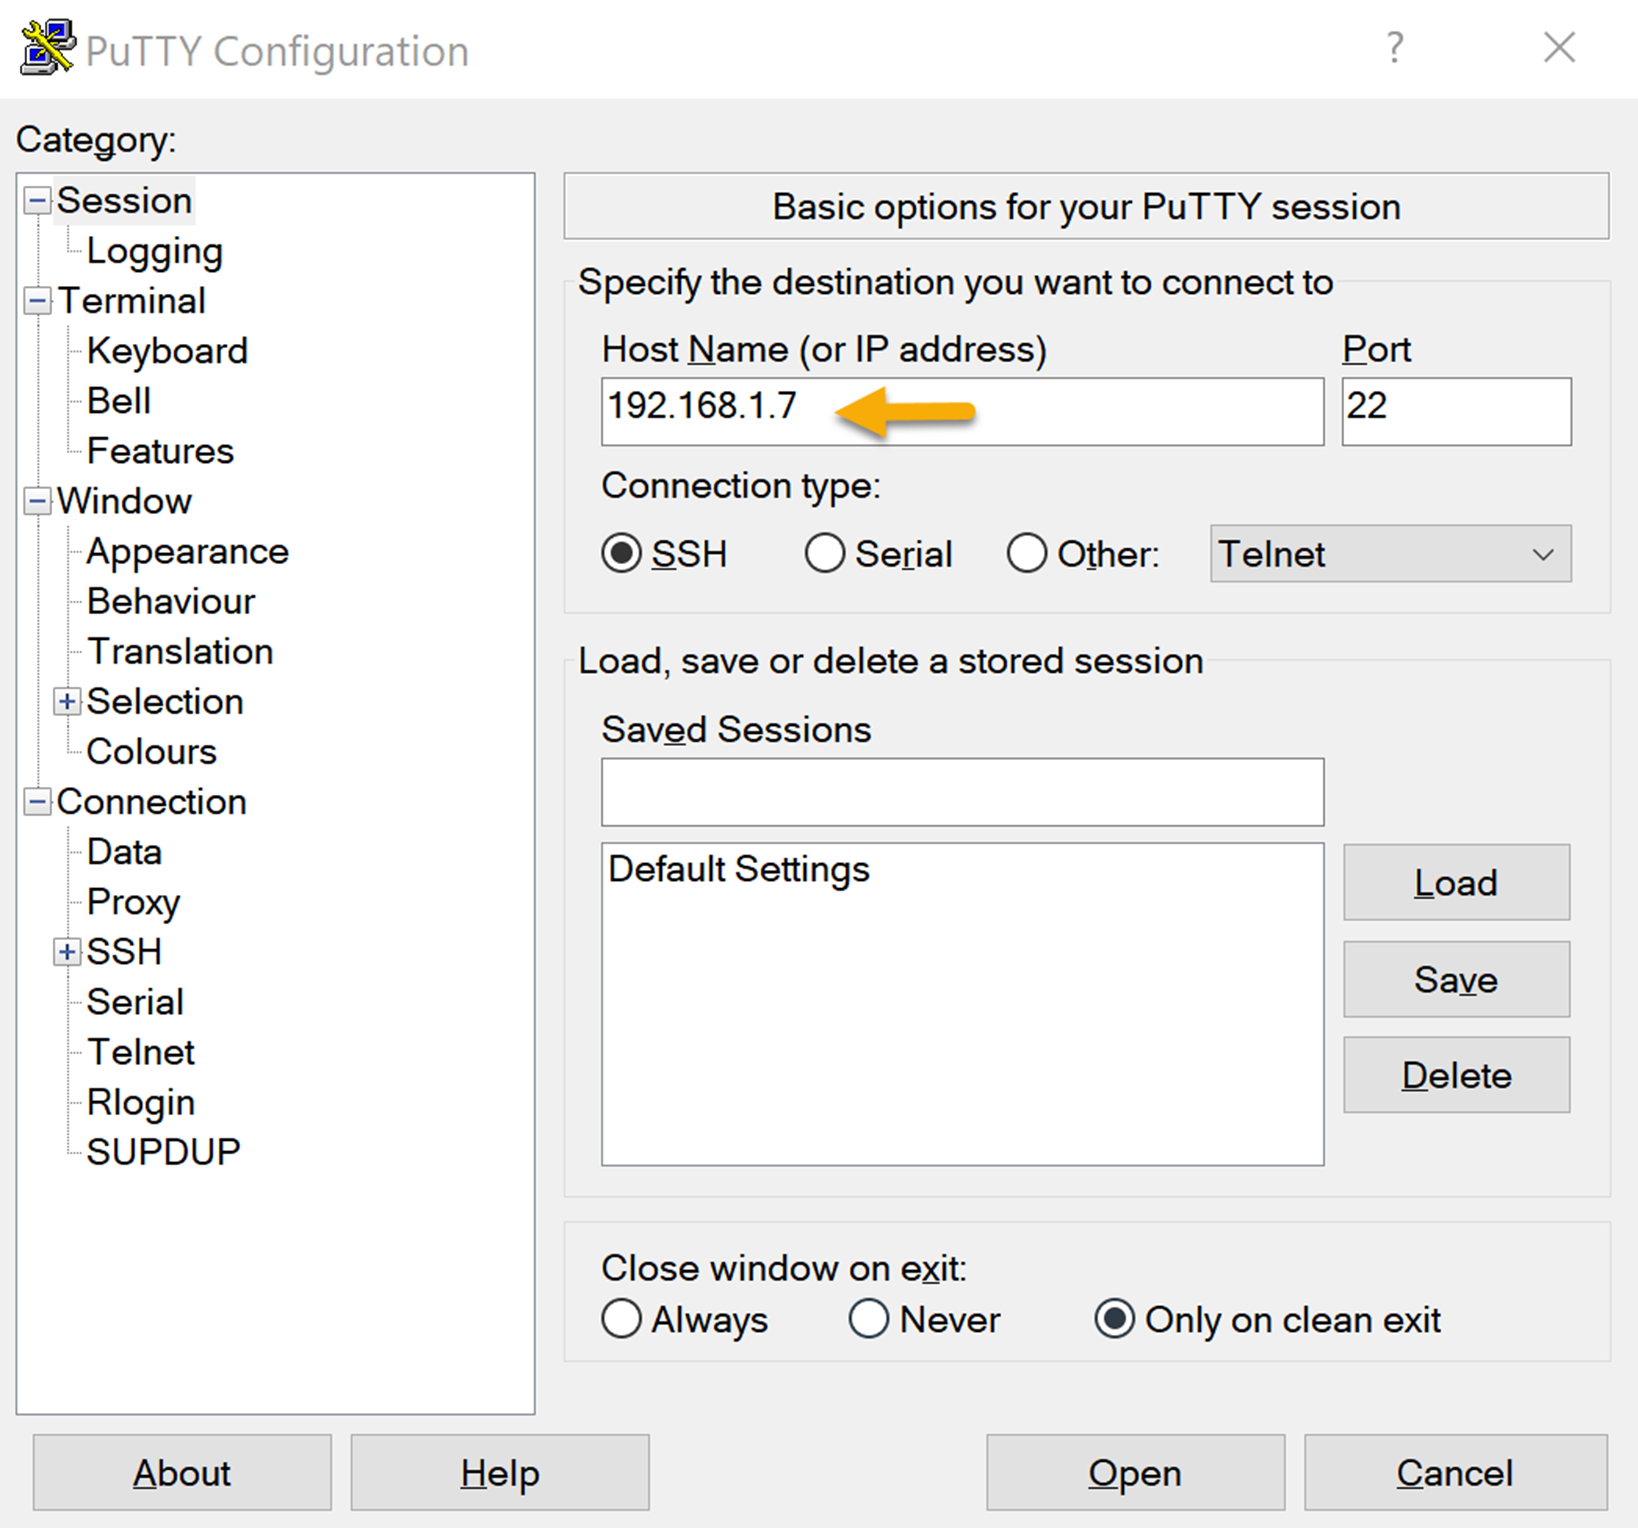 PuTTY Configuration
?
Category:
Session
Logging
Terminal
Keyboard
Bell
Features
Window
Appearance
Behaviour
Translation
Selection
Colours
Connection
Data
Proxy
SSH
Serial
Telnet
Rlogin
SUPDUP
Basic options for your PuTTY session
Specify the destination you want to connect to
Host Name (or IP address) Port
192.168.1.7 22
Connection type:
SSH Serial Other: Telnet
Load, save or delete a stored session
Saved Sessions
Default Settings
Load
Save
Delete
Close window on exit:
Always Never Only on clean exit
About Help Open Cancel